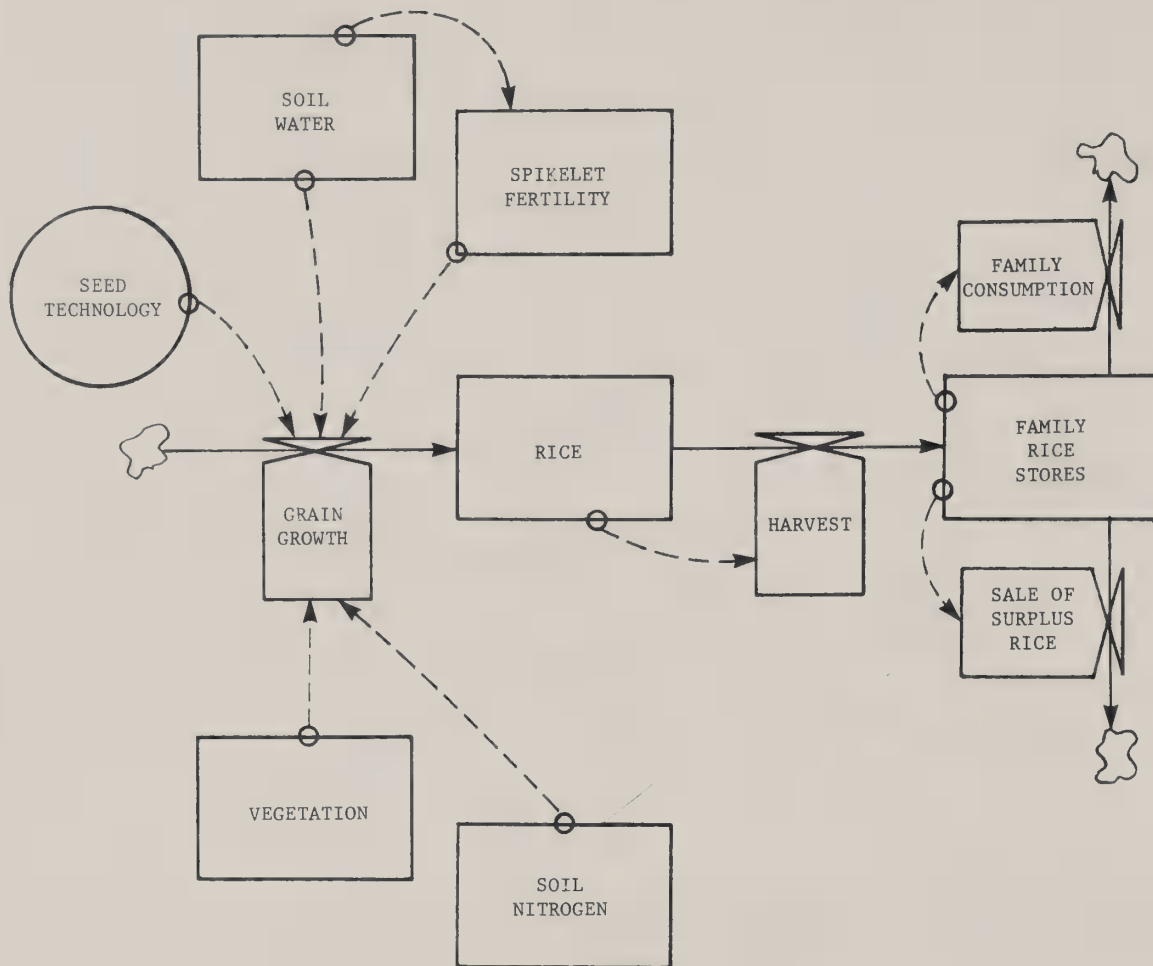 SOIL
WATER
SPIKELET
FERTILITY
SEED
TECHNOLOGY
FAMILY
CONSUMPTION
GRAIN
GROWTH
RICE
HARVEST
FAMILY
RICE
STORES
SALE OF
SURPLUS
RICE
VEGETATION
SOIL
NITROGEN